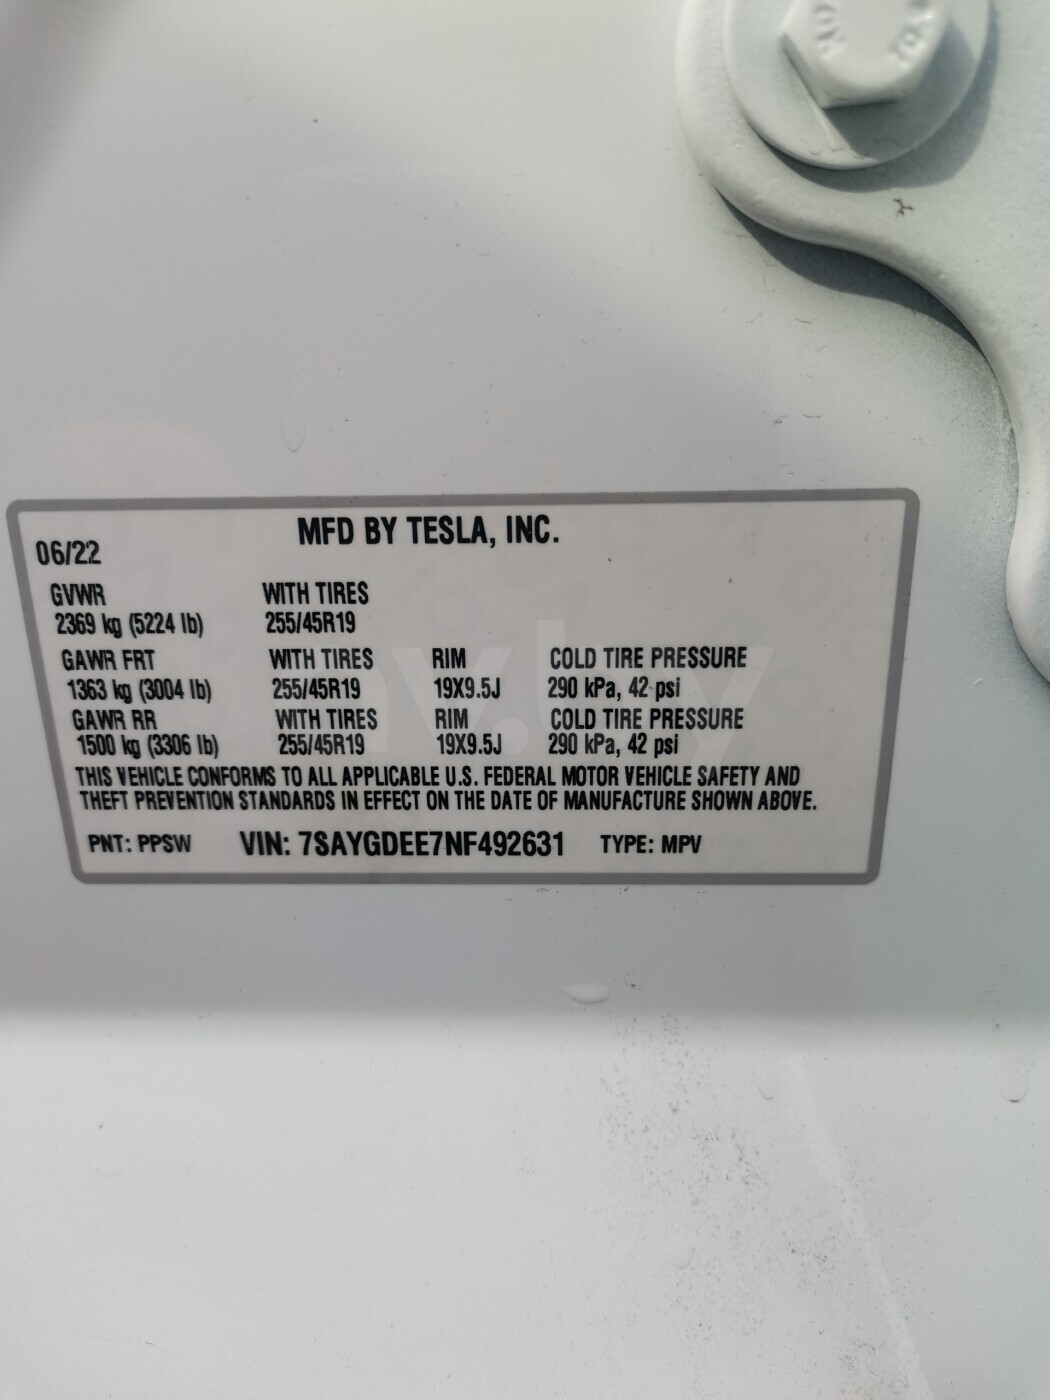 MFD BY TESLA, INC.
06/22
GVWR WITH TIRES
2369 kg (5224 lb) 255/45R19
GAWR FRT WITH TIRES RIM COLD TIRE PRESSURE
1363 kg (3004 lb) 255/45R19 19X9.5J 290 kPa, 42 psi
GAWR RR WITH TIRES RIM COLD TIRE PRESSURE
1500 kg (3306 lb) 255/45R19 19X9.5J 290 kPa, 42 psi
THIS VEHICLE CONFORMS TO ALL APPLICABLE U.S. FEDERAL MOTOR VEHICLE SAFETY AND
THEFT PREVENTION STANDARDS IN EFFECT ON THE DATE OF MANUFACTURE SHOWN ABOVE.
PNT: PPSW VIN: 7SAYGDEE7NF492631 TYPE: MPV